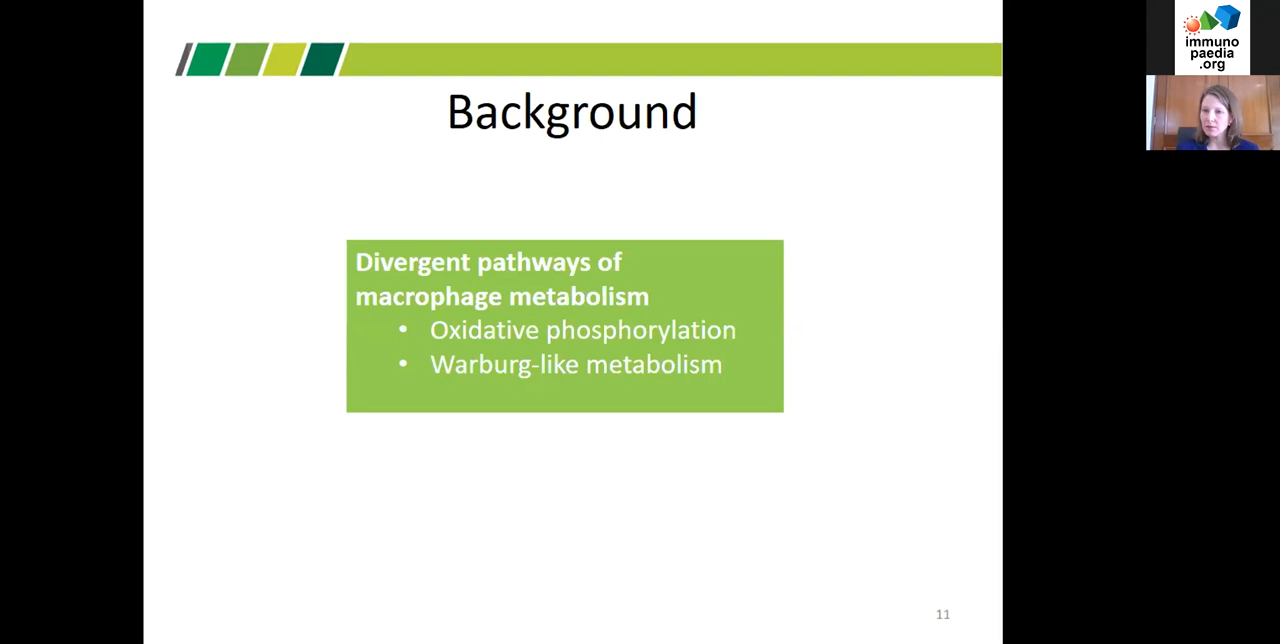 Background
Divergent pathways of
macrophage metabolism
• Oxidative phosphorylation
• Warburg-like metabolism
11
immuno
paedia
.org